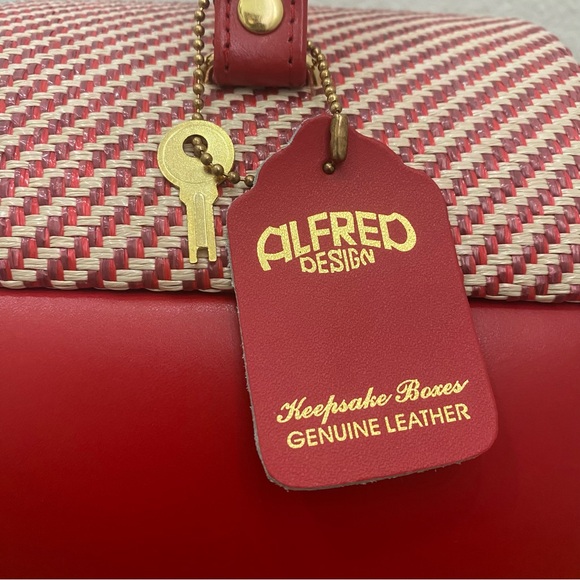 ALFRED
DESIGN
Keepsake Boxes
GENUINE LEATHER